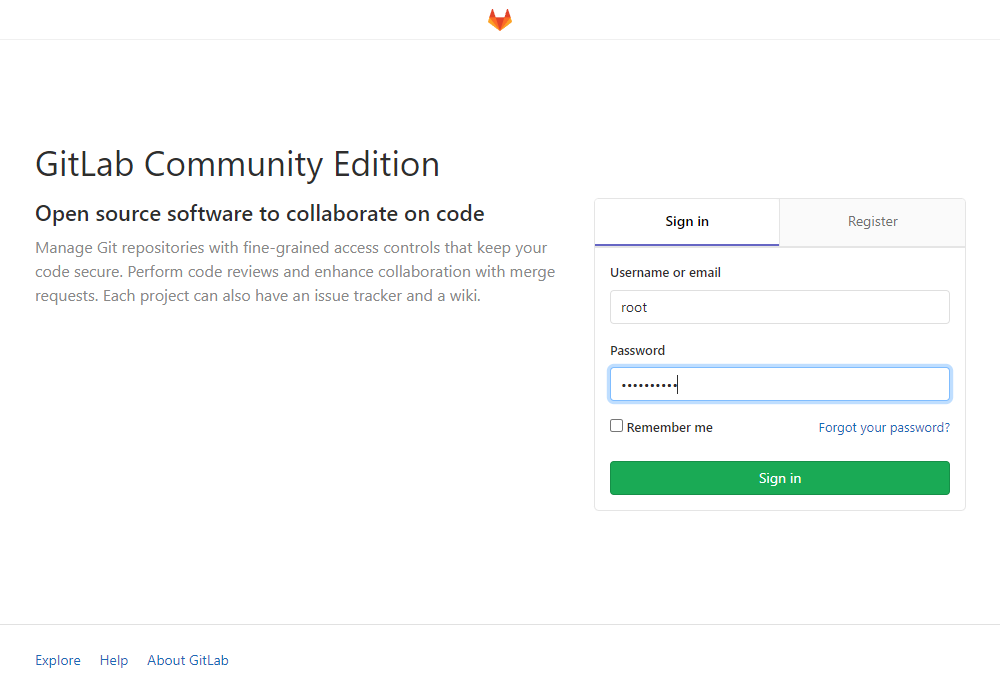 GitLab Community Edition
Open source software to collaborate on code
Manage Git repositories with fine-grained access controls that keep your
code secure. Perform code reviews and enhance collaboration with merge
requests. Each project can also have an issue tracker and a wiki.
Sign in
Register
Username or email
root
Password
••••••••••
Remember me
Forgot your password?
Sign in
Explore
Help
About GitLab